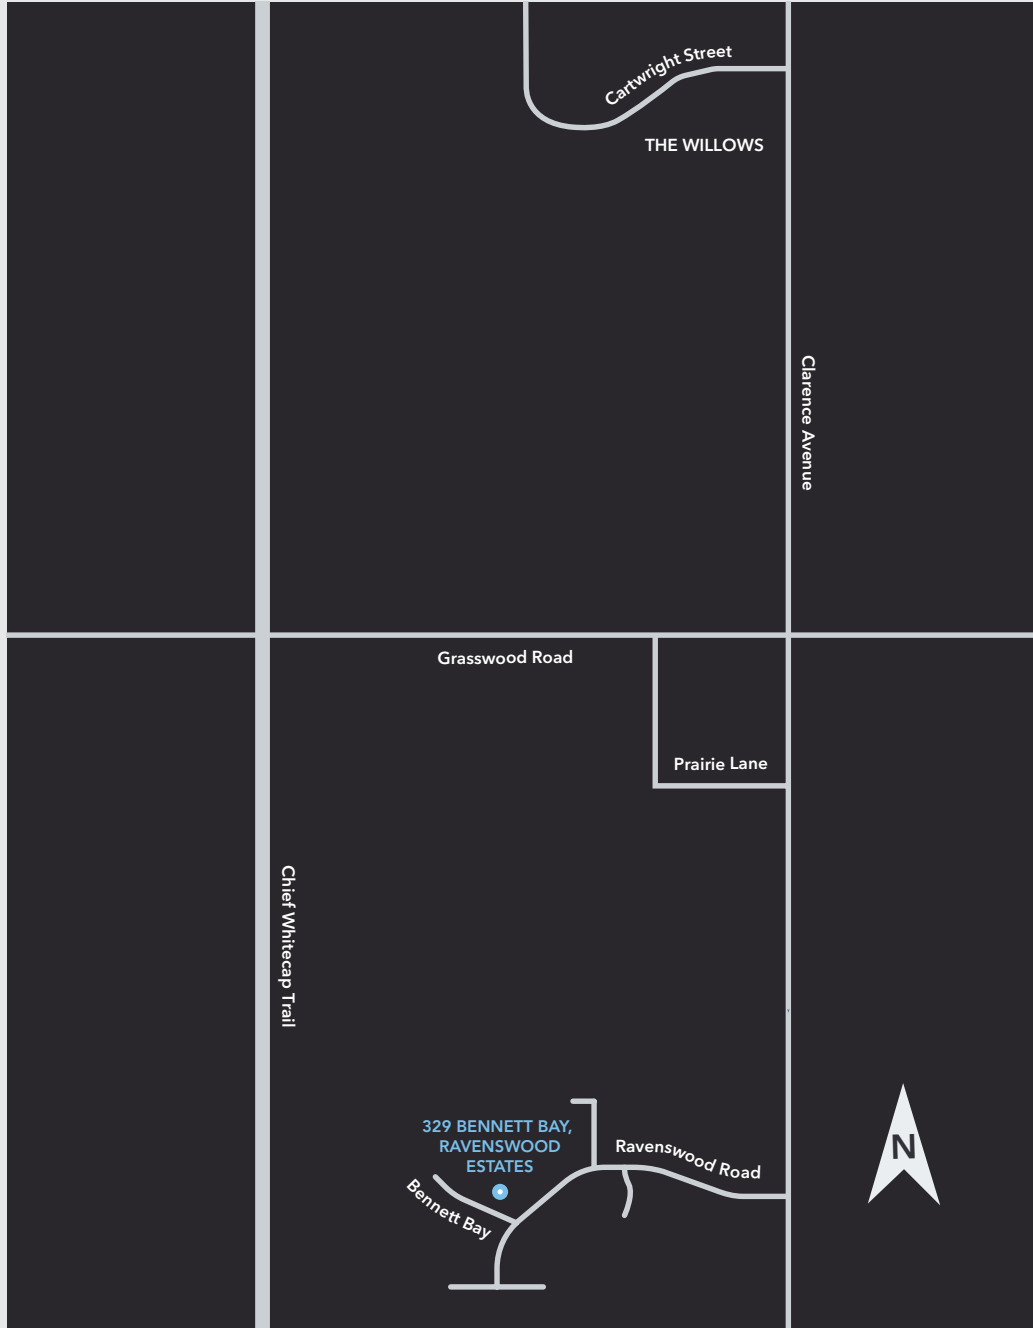 Cartwright Street
THE WILLOWS
Clarence Avenue
Grasswood Road
Prairie Lane
Chief Whitecap Trail
329 BENNETT BAY,
RAVENSWOOD
ESTATES
Ravenswood Road
Bennett Bay
N